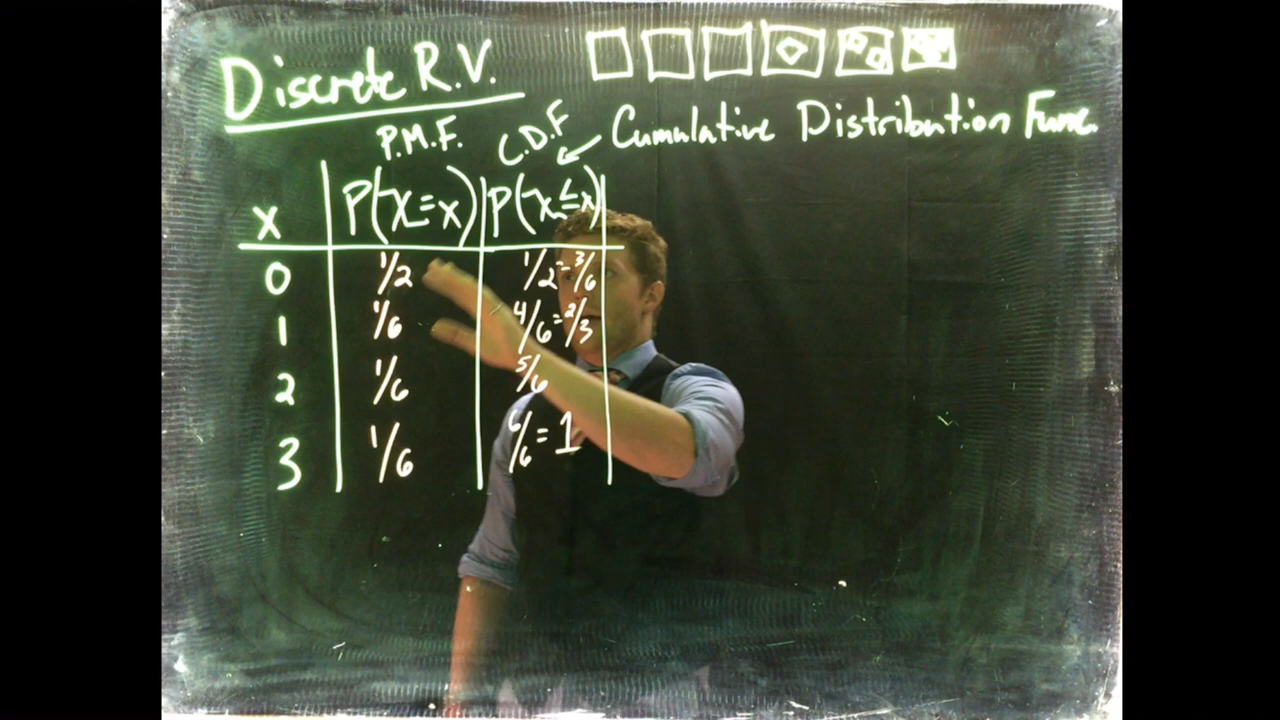 Discrete R.V.
P.M.F. C.D.F Cumulative Distribution Func.
x P(X=x) P(X≤x)
0 1/2 1/2=3/6
1 1/6 4/6=2/3
2 1/6 5/6
3 1/6 6/6=1